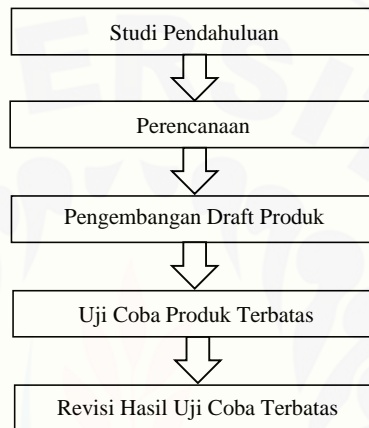 Studi Pendahuluan
Perencanaan
Pengembangan Draft Produk
Uji Coba Produk Terbatas
Revisi Hasil Uji Coba Terbatas